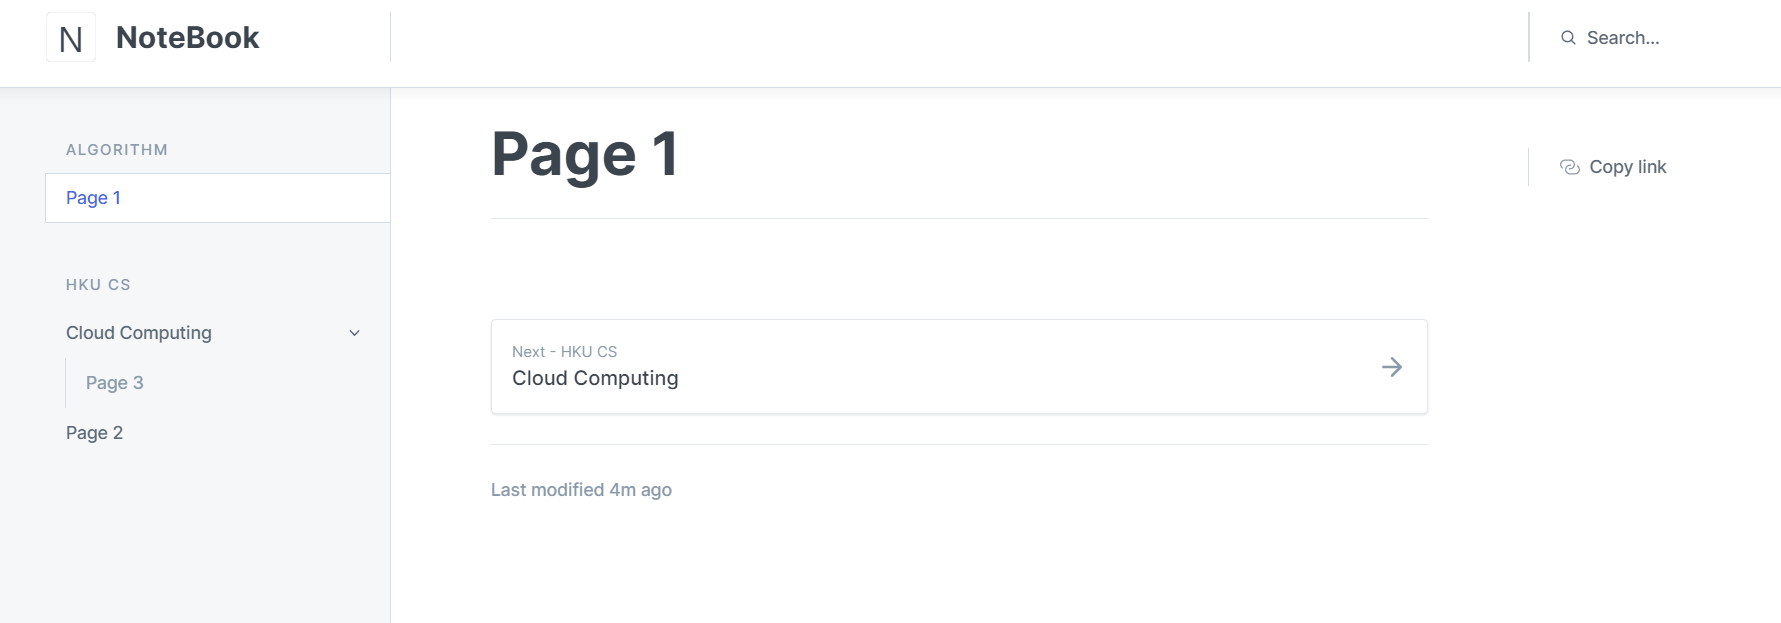 N
NoteBook
Search...
ALGORITHM
Page 1
HKU CS
Cloud Computing
Page 3
Page 2
Page 1
Copy link
Next - HKU CS
Cloud Computing
Last modified 4m ago